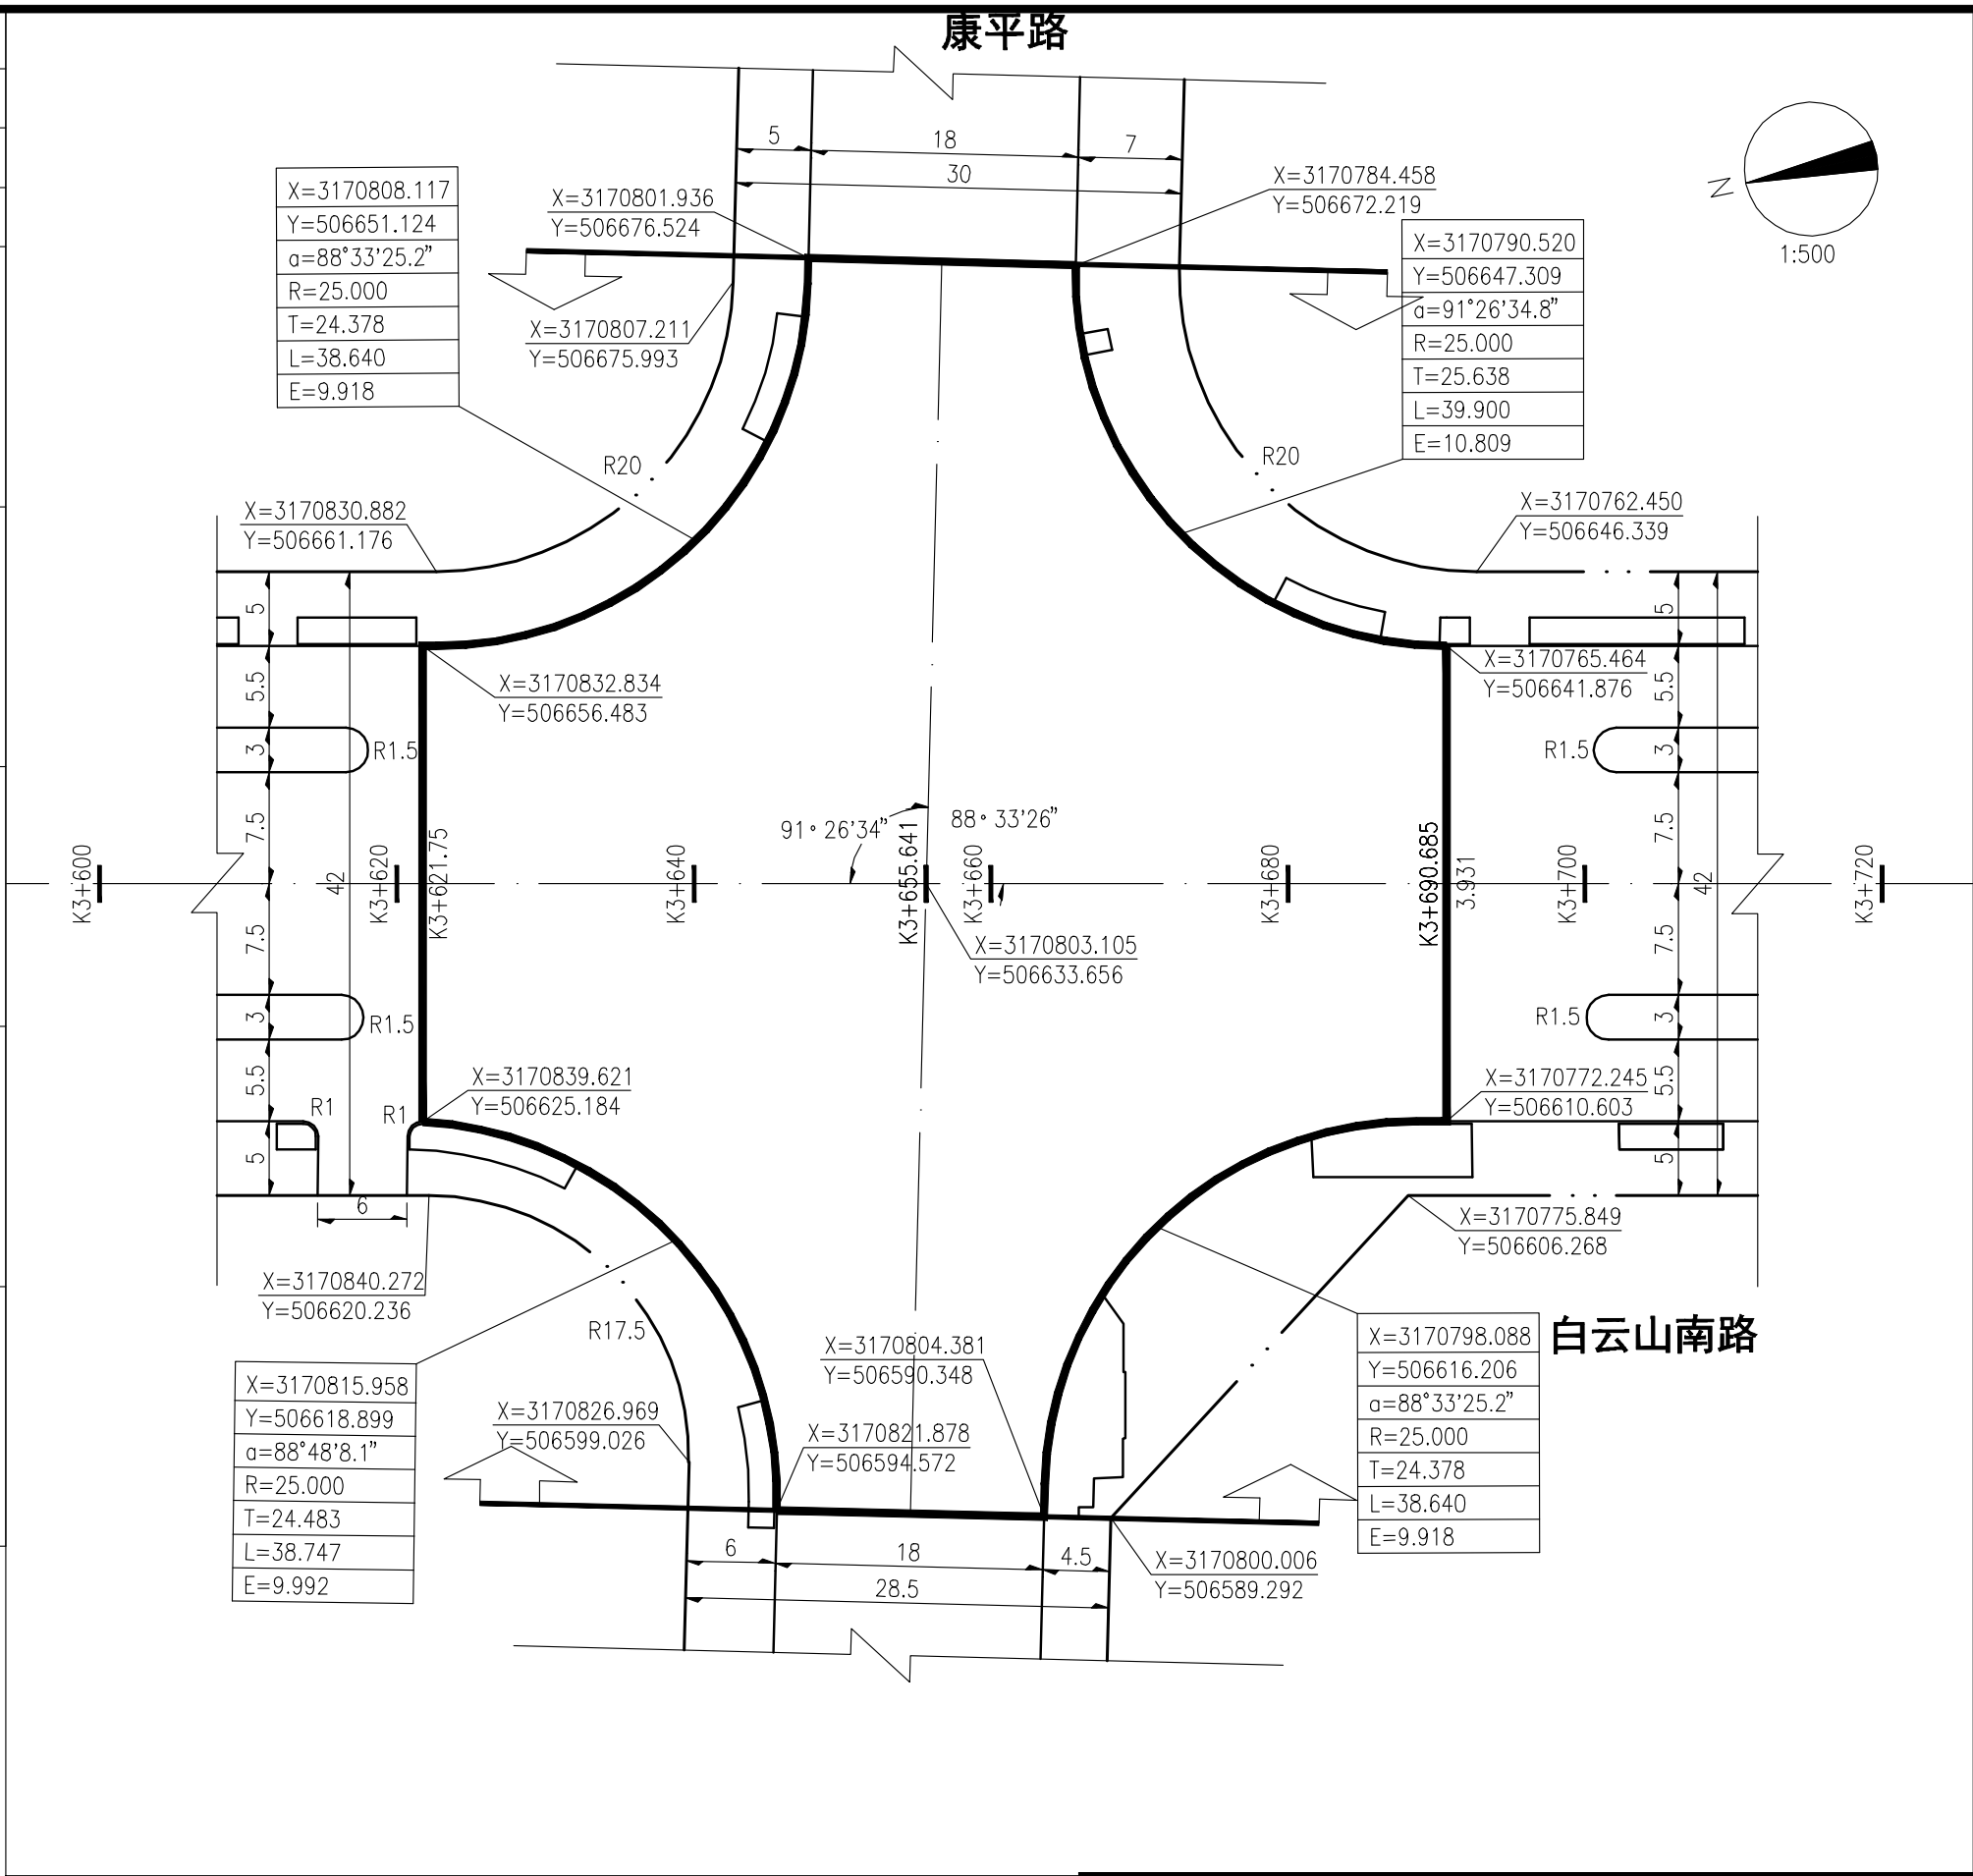 康平路
5
18
7
30
N
1:500
X=3170808.117
Y=506651.124
a=88°33'25.2"
R=25.000
T=24.378
L=38.640
E=9.918
X=3170801.936
Y=506676.524
X=3170784.458
Y=506672.219
X=3170790.520
Y=506647.309
a=91°26'34.8"
R=25.000
T=25.638
L=39.900
E=10.809
X=3170807.211
Y=506675.993
R20
R20
X=3170830.882
Y=506661.176
X=3170762.450
Y=506646.339
X=3170832.834
Y=506656.483
X=3170765.464
Y=506641.876
5
5.5
3
7.5
7.5
3
5.5
5
42
R1.5
R1.5
R1.5
R1.5
5
5.5
3
7.5
7.5
3
5.5
5
42
91°26'34"
88°33'26"
K3+600
K3+620
K3+621.75
K3+640
K3+655.641
K3+660
K3+680
K3+690.685
3.931
K3+700
K3+720
X=3170803.105
Y=506633.656
X=3170839.621
Y=506625.184
X=3170772.245
Y=506610.603
R1
R1
6
X=3170775.849
Y=506606.268
X=3170840.272
Y=506620.236
R17.5
X=3170804.381
Y=506590.348
白云山南路
X=3170798.088
Y=506616.206
a=88°33'25.2"
R=25.000
T=24.378
L=38.640
E=9.918
X=3170815.958
Y=506618.899
a=88°48'8.1"
R=25.000
T=24.483
L=38.747
E=9.992
X=3170826.969
Y=506599.026
X=3170821.878
Y=506594.572
6
18
4.5
28.5
X=3170800.006
Y=506589.292